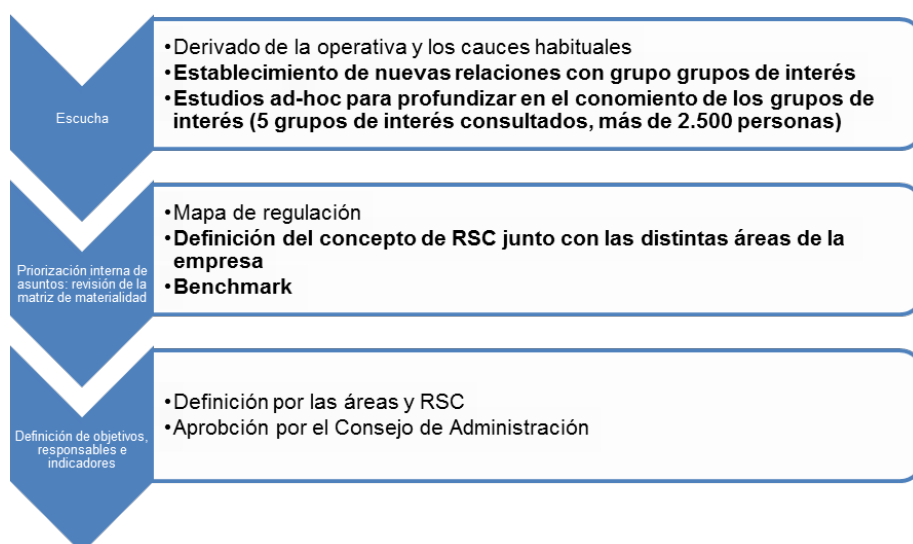 Escucha
•Derivado de la operativa y los cauces habituales
•Establecimiento de nuevas relaciones con grupo grupos de interés
•Estudios ad-hoc para profundizar en el conomiento de los grupos de
interés (5 grupos de interés consultados, más de 2.500 personas)
Priorización interna de
asuntos: revisión de la
matriz de materialidad
•Mapa de regulación
•Definición del concepto de RSC junto con las distintas áreas de la
empresa
•Benchmark
Definición de objetivos,
responsables e
indicadores
•Definición por las áreas y RSC
•Aprobción por el Consejo de Administración